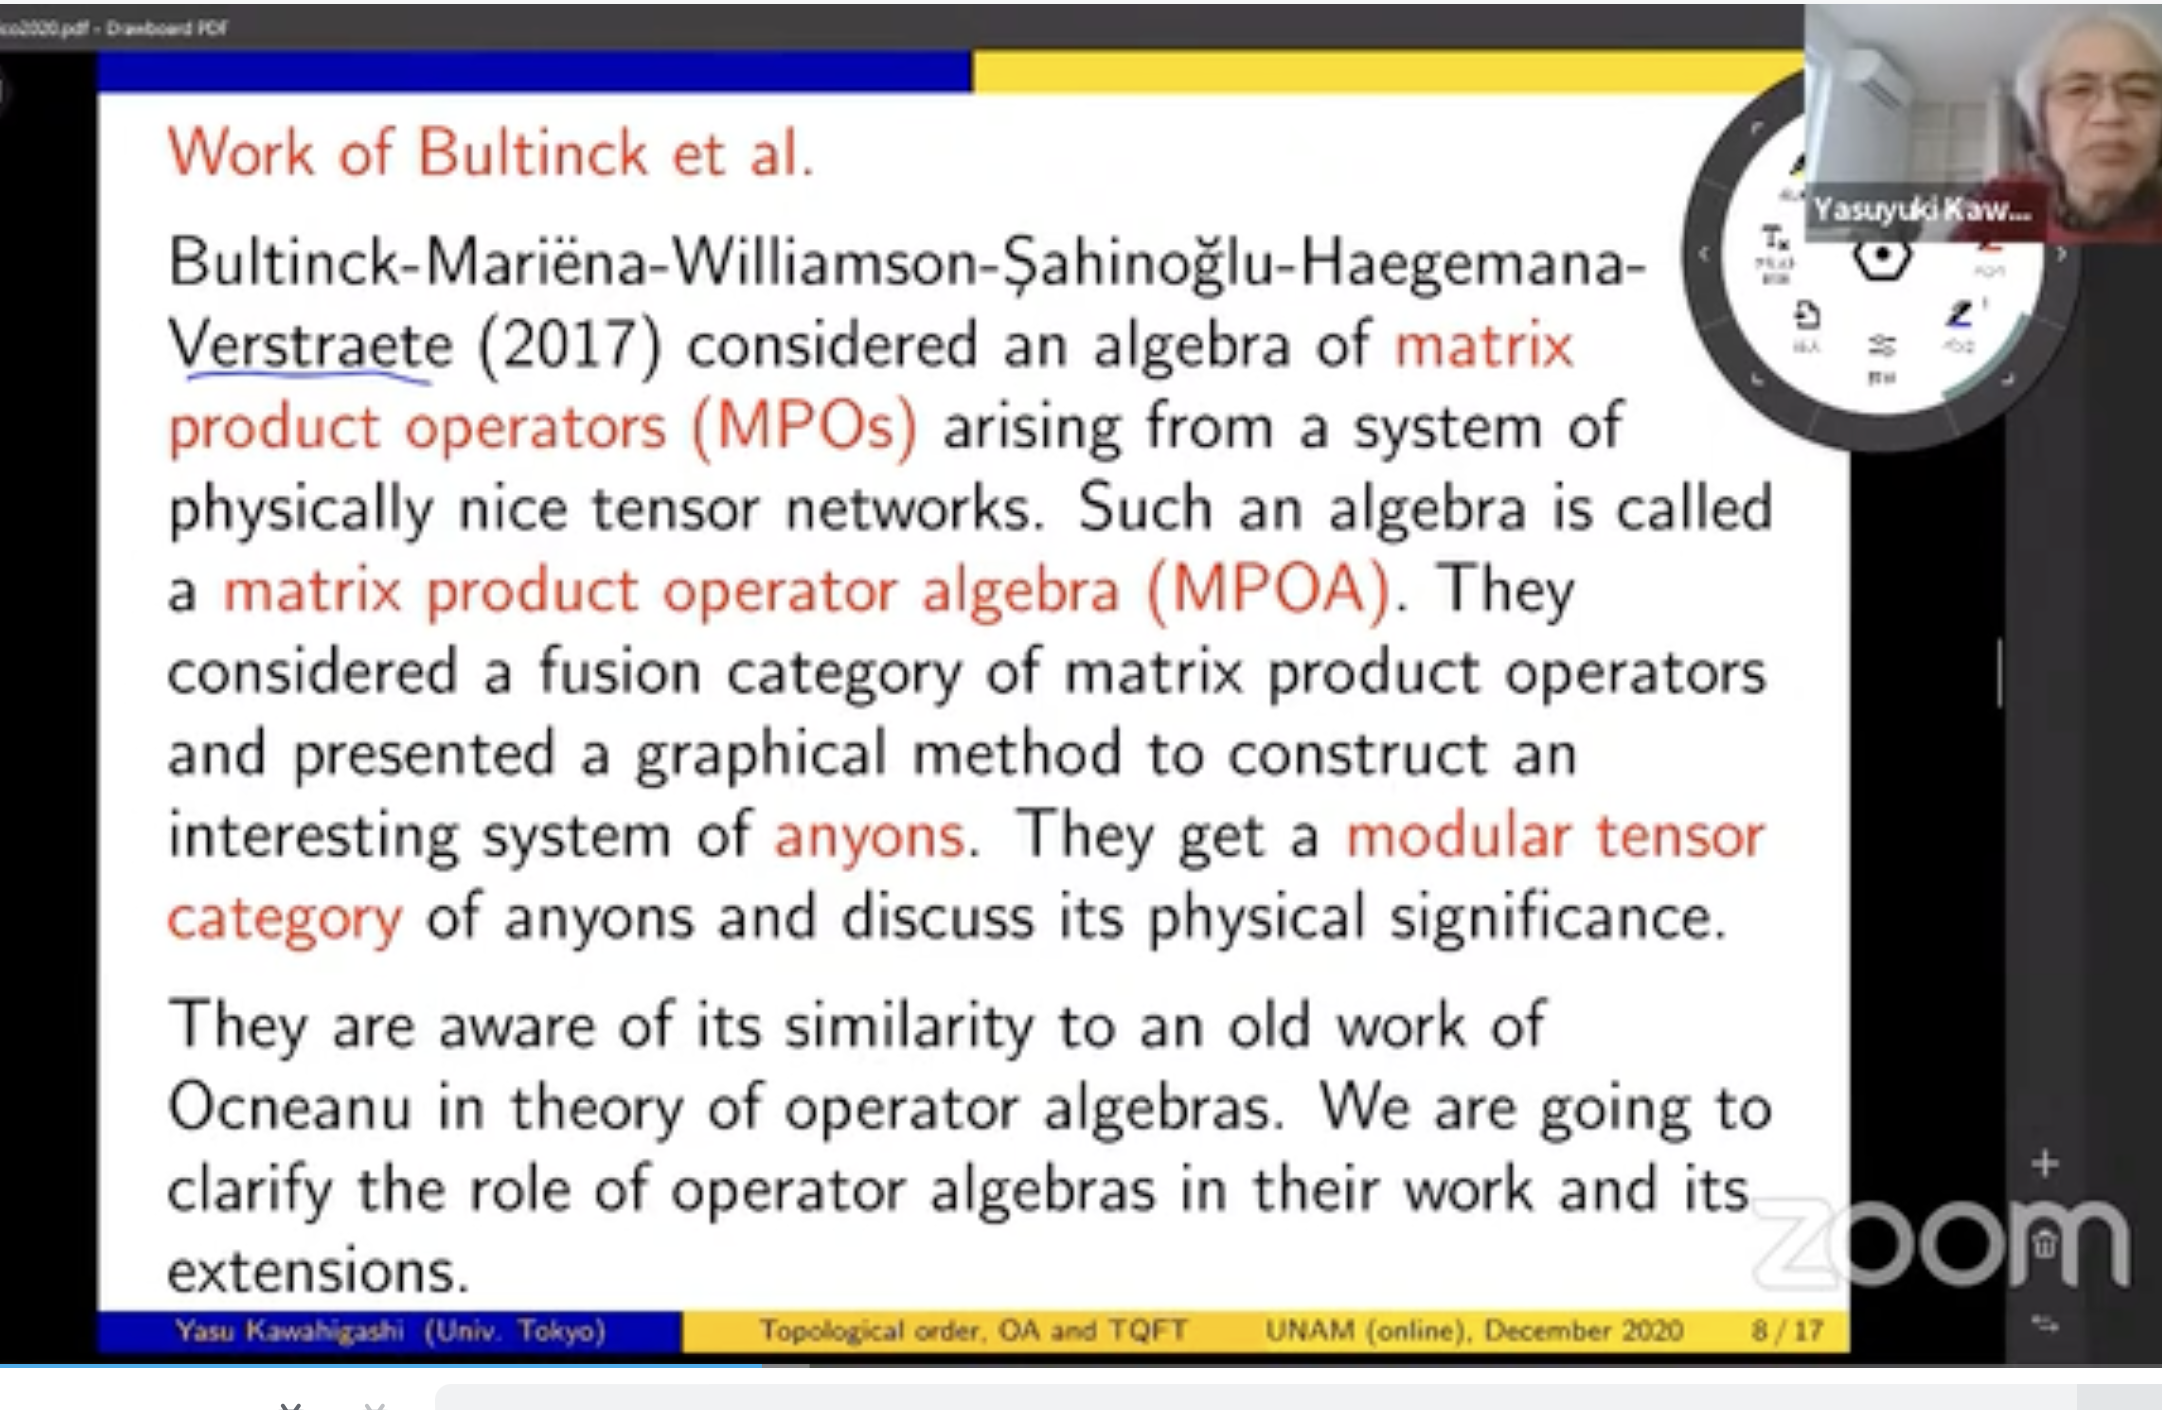 ico2020.pdf - Drawboard PDF
Work of Bultinck et al.
Bultinck-Mariëna-Williamson-Şahinoğlu-Haegemana-
Verstraete (2017) considered an algebra of matrix
product operators (MPOs) arising from a system of
physically nice tensor networks. Such an algebra is called
a matrix product operator algebra (MPOA). They
considered a fusion category of matrix product operators
and presented a graphical method to construct an
interesting system of anyons. They get a modular tensor
category of anyons and discuss its physical significance.
They are aware of its similarity to an old work of
Ocneanu in theory of operator algebras. We are going to
clarify the role of operator algebras in their work and its
extensions.
Yasu Kawahigashi (Univ. Tokyo) Topological order, OA and TQFT UNAM (online), December 2020 8 / 17
Yasuyuki Kaw...
zoom